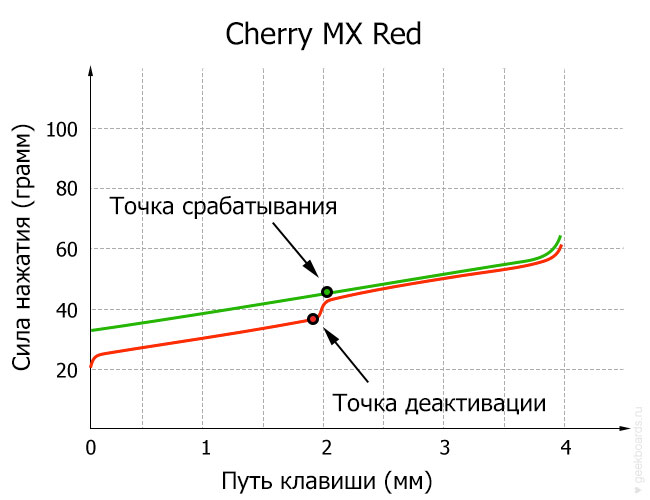 Cherry MX Red
Сила нажатия (грамм)
100
80
60
40
20
Точка срабатывания
Точка деактивации
0
1
2
3
4
Путь клавиши (мм)
geekboards.ru